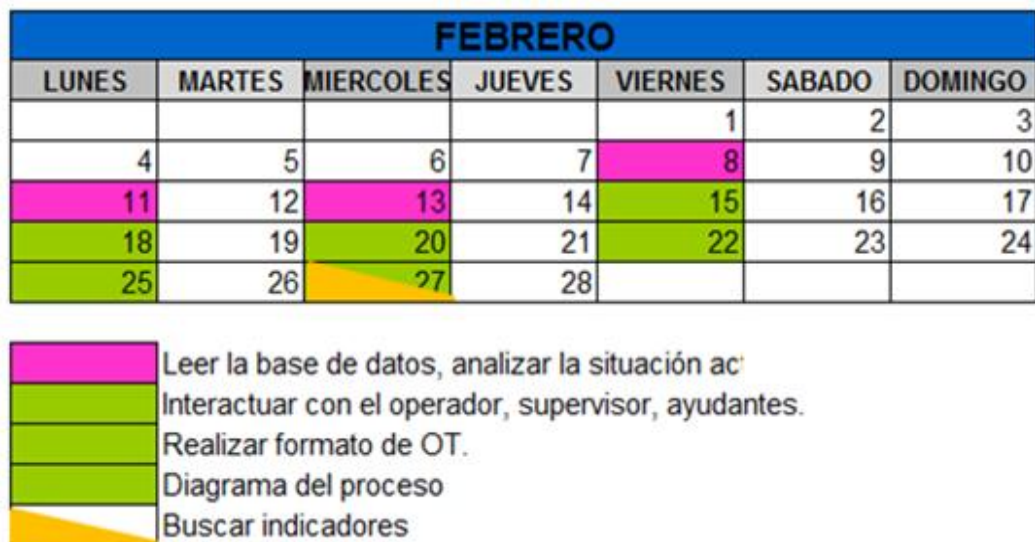 FEBRERO
LUNES MARTES MIERCOLES JUEVES VIERNES SABADO DOMINGO
1 2 3
4 5 6 7 8 9 10
11 12 13 14 15 16 17
18 19 20 21 22 23 24
25 26 27 28
Leer la base de datos, analizar la situación
Interactuar con el operador, supervisor, ayudantes.
Realizar formato de OT.
Diagrama del proceso
Buscar indicadores